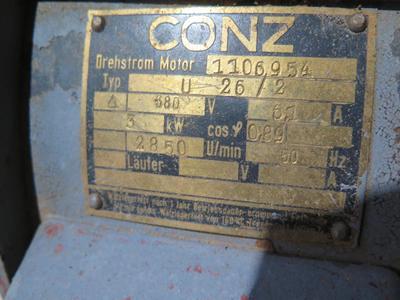 CONZ
Drehstrom Motor 1106954
Typ U 26/2
Δ 380 V 6,1 A
3 kW cos φ 0,89
2850 U/min 50 Hz
Läufer V A